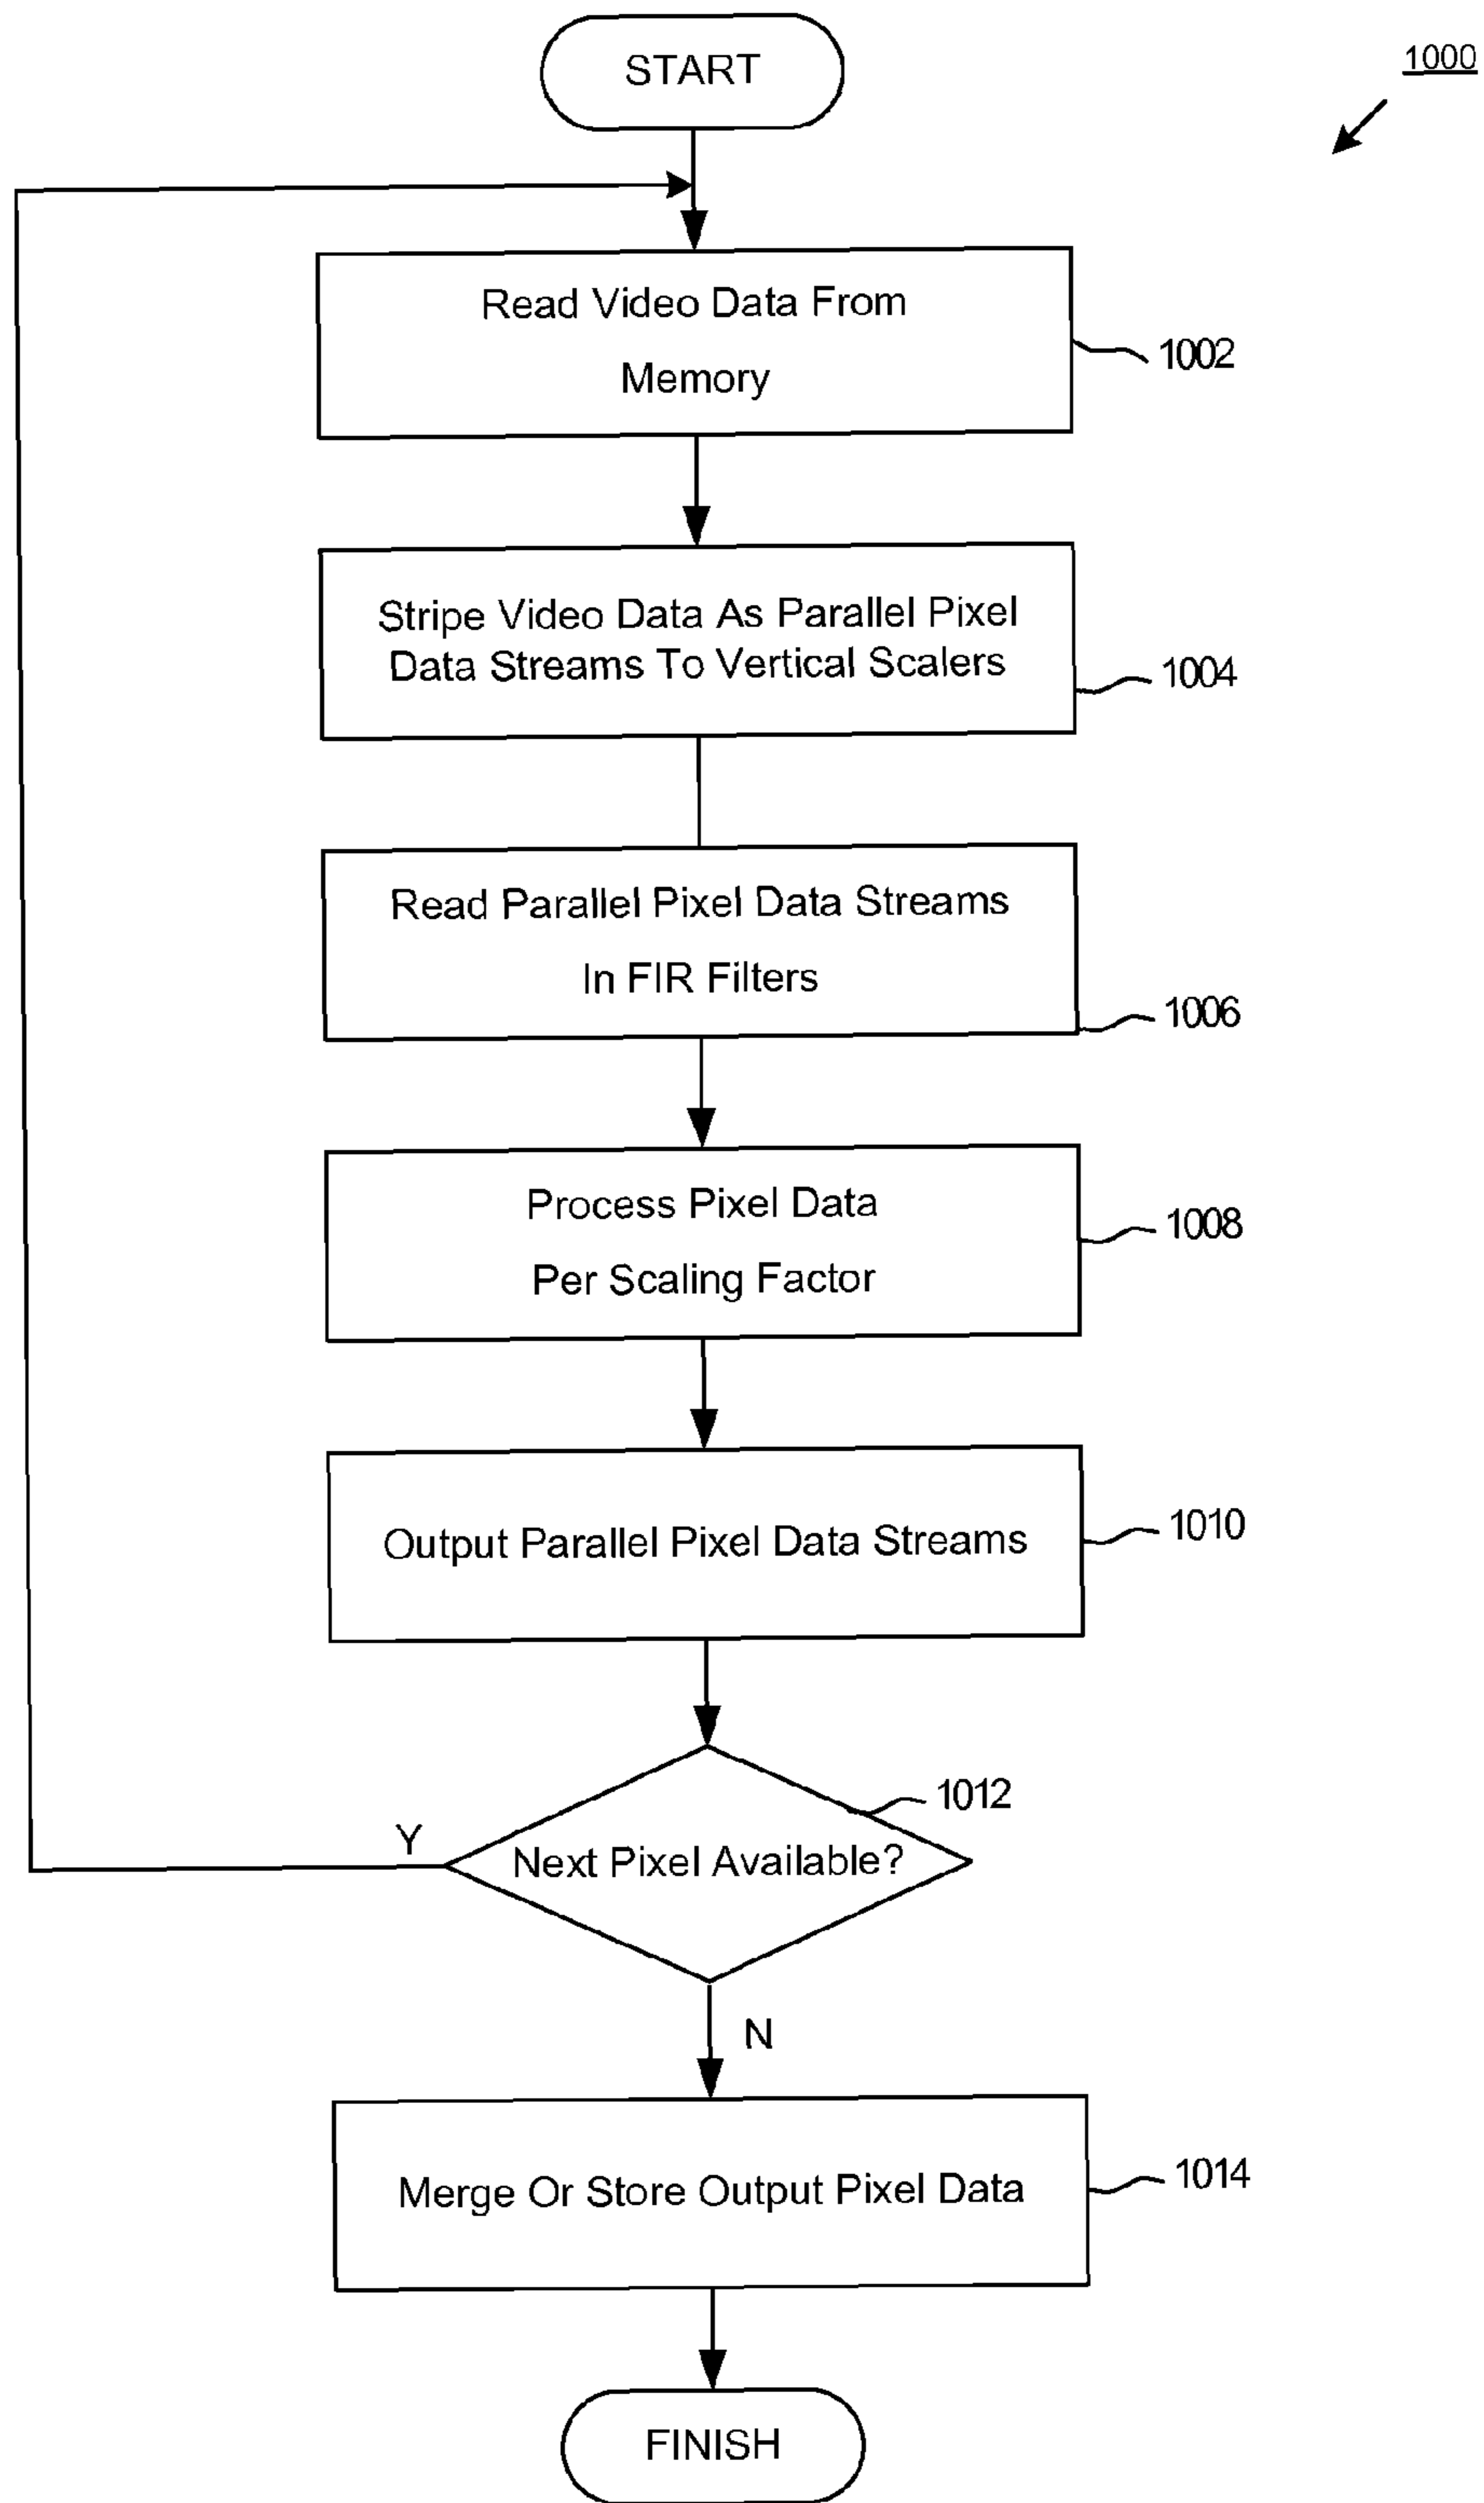 START
1000
Read Video Data From
Memory
1002
Stripe Video Data As Parallel Pixel
Data Streams To Vertical Scalers
1004
Read Parallel Pixel Data Streams
In FIR Filters
1006
Process Pixel Data
Per Scaling Factor
1008
Output Parallel Pixel Data Streams
1010
1012
Y
Next Pixel Available?
N
Merge Or Store Output Pixel Data
1014
FINISH